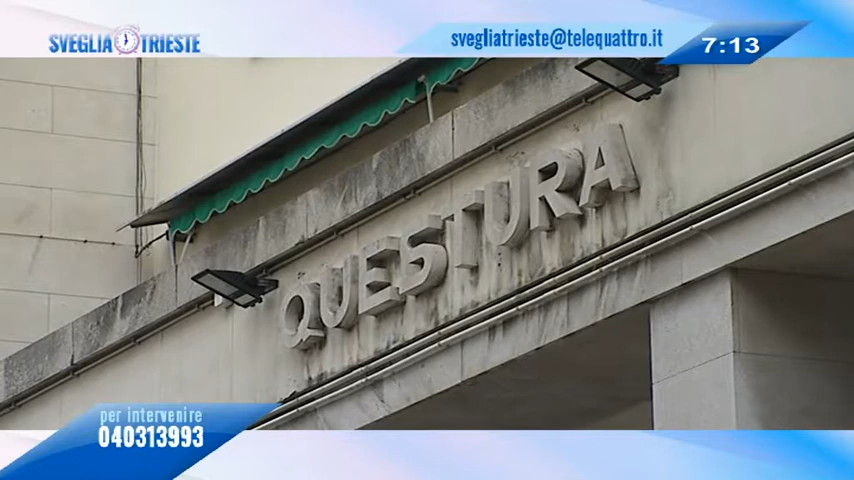 SVEGLIA TRIESTE
svegliatrieste@telequattro.it
7:13
QUESTURA
per intervenire
040313993